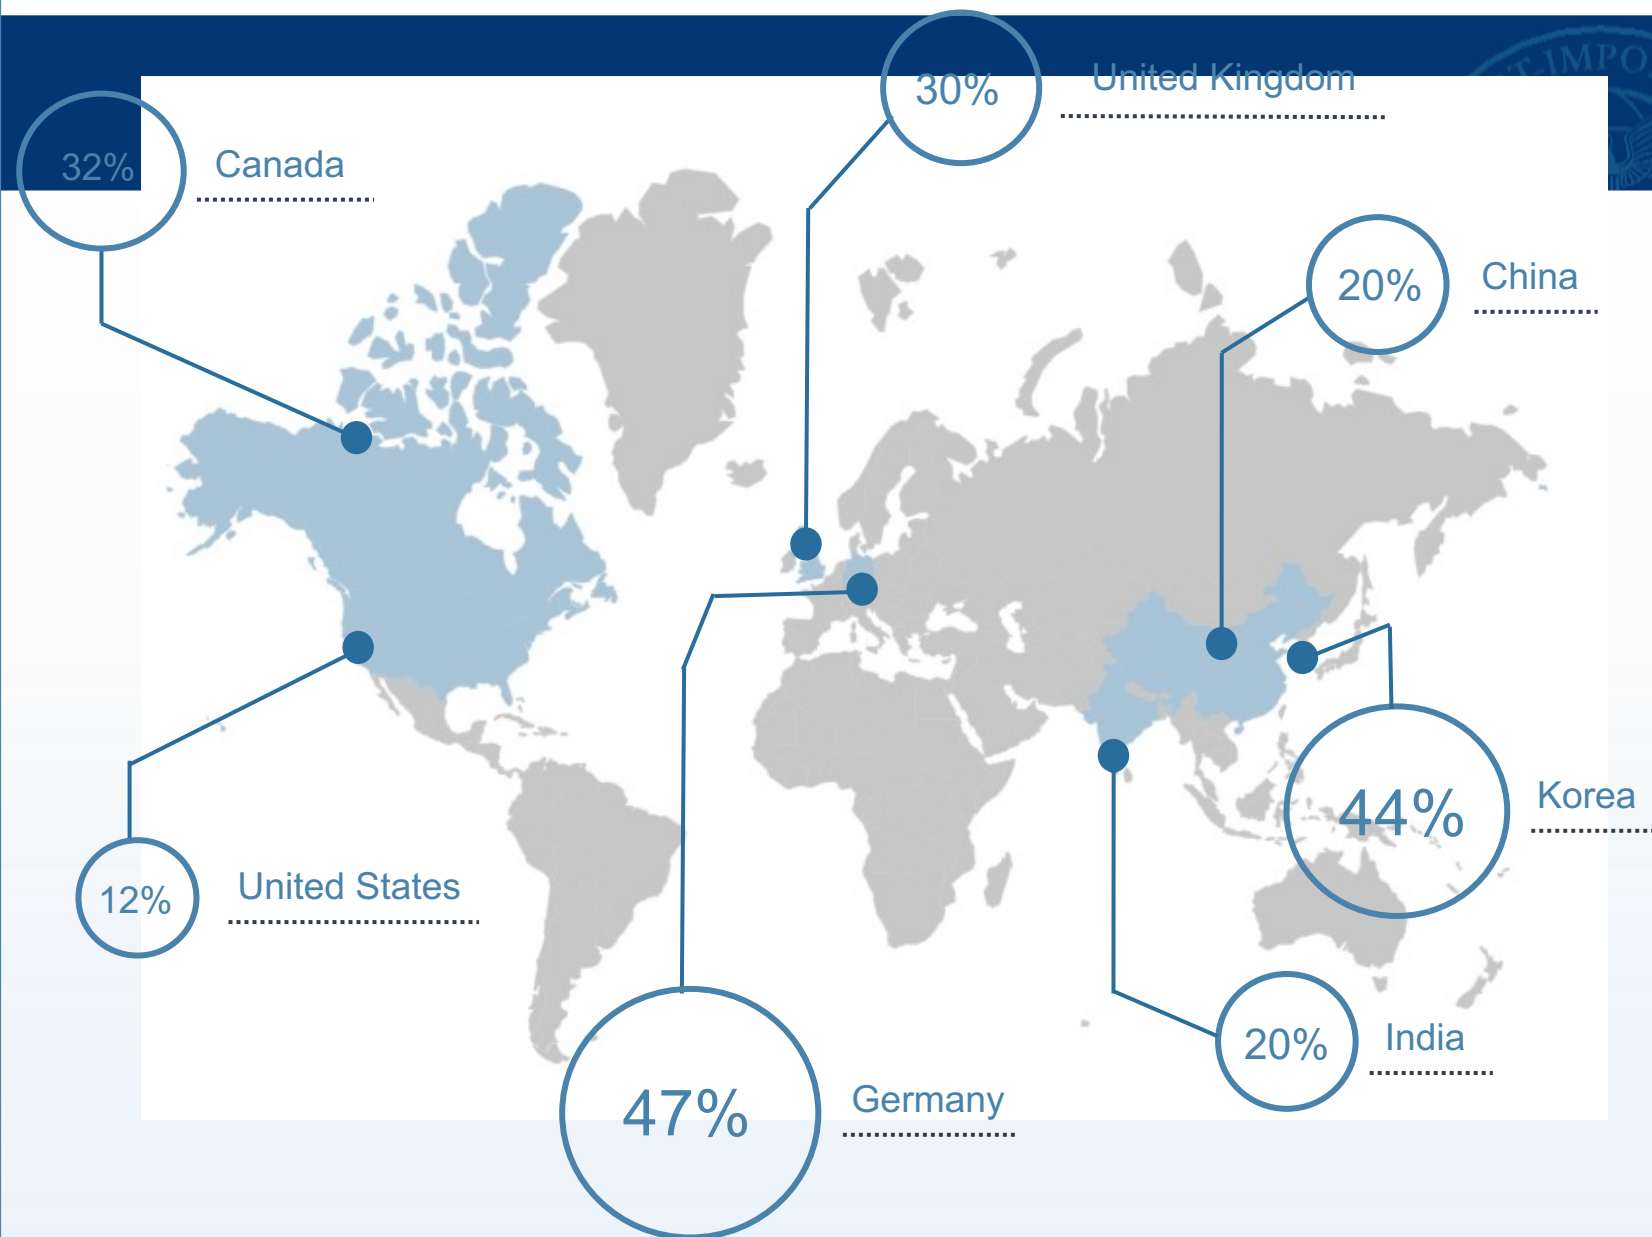 30%
United Kingdom
32%
Canada
20%
China
44%
Korea
12%
United States
20%
India
47%
Germany